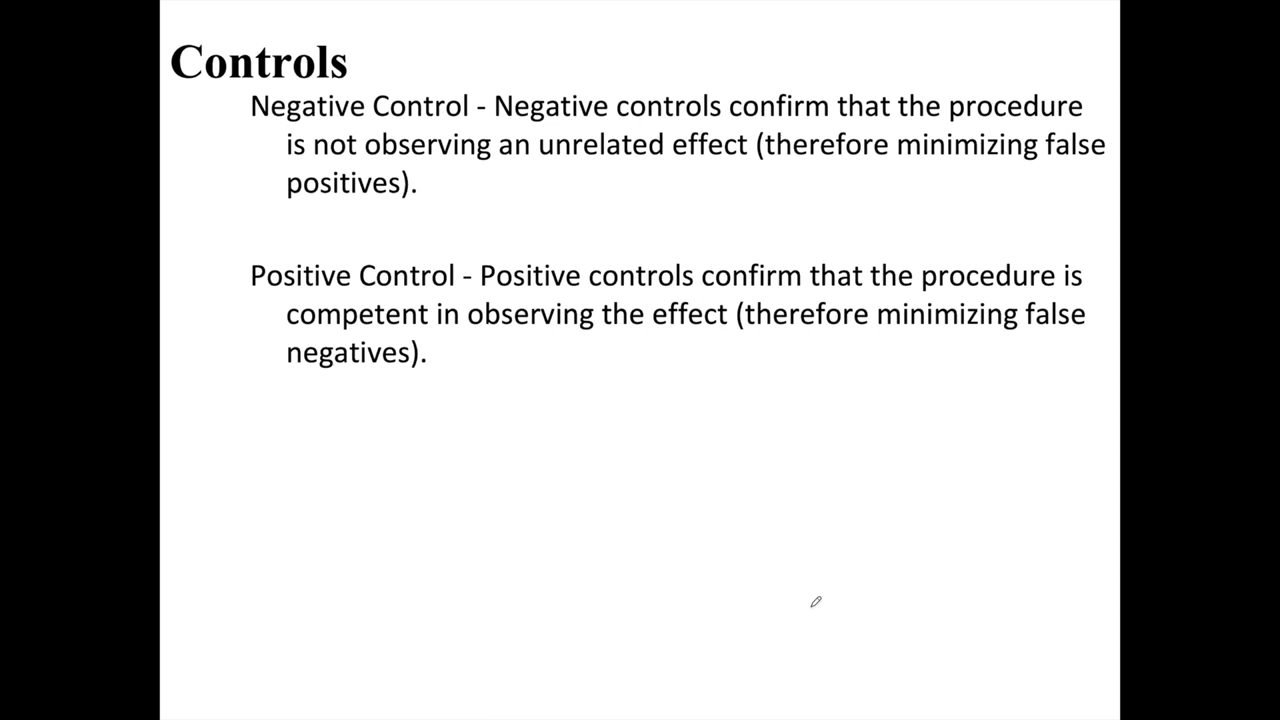 Controls
Negative Control - Negative controls confirm that the procedure
is not observing an unrelated effect (therefore minimizing false
positives).
Positive Control - Positive controls confirm that the procedure is
competent in observing the effect (therefore minimizing false
negatives).